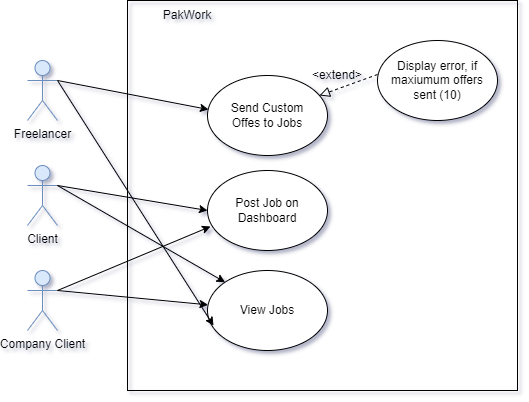 PakWork
Freelancer
Client
Company Client
Send Custom
Offes to Jobs
<extend>
Display error, if
maxiumum offers
sent (10)
Post Job on
Dashboard
View Jobs